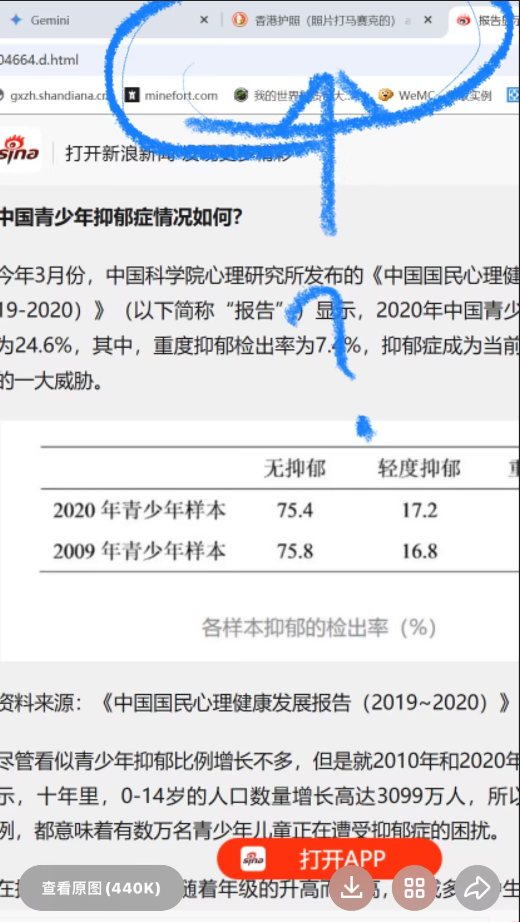 Gemini
香港护照（照片打马赛克的）
报告
04664.d.html
gxzh.shandiana.cn
minefort.com
我的世界
大...
WeMC
实例
sina
打开新浪新闻 发现更多精彩
中国青少年抑郁症情况如何？
今年3月份，中国科学院心理研究所发布的《中国国民心理健
19-2020）》（以下简称“报告”）显示，2020年中国青少
为24.6%，其中，重度抑郁检出率为7.4%，抑郁症成为当前
的一大威胁。
无抑郁 轻度抑郁 重
2020 年青少年样本 75.4 17.2
2009 年青少年样本 75.8 16.8
各样本抑郁的检出率（%）
资料来源：《中国国民心理健康发展报告（2019~2020）》
尽管看似青少年抑郁比例增长不多，但是就2010年和2020年
示，十年里，0-14岁的人口数量增长高达3099万人，所以
例，都意味着有数万名青少年儿童正在遭受抑郁症的困扰。
sina 打开APP
查看原图(440K)
随着年级的升高而
?